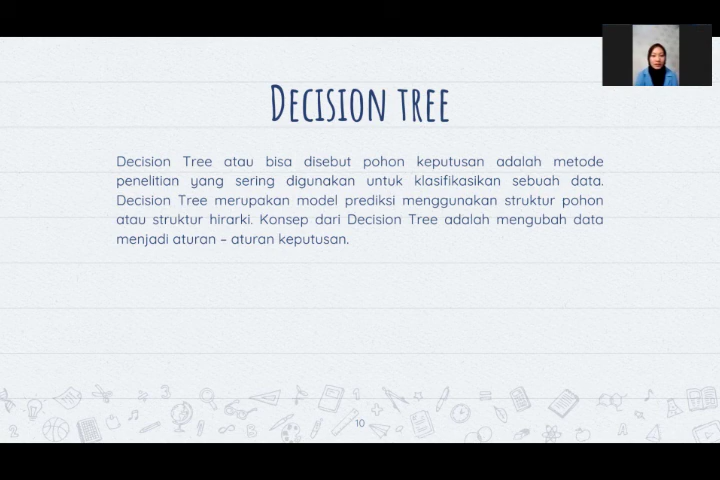 DECISION TREE
Decision Tree atau bisa disebut pohon keputusan adalah metode
penelitian yang sering digunakan untuk klasifikasikan sebuah data.
Decision Tree merupakan model prediksi menggunakan struktur pohon
atau struktur hirarki. Konsep dari Decision Tree adalah mengubah data
menjadi aturan – aturan keputusan.
10